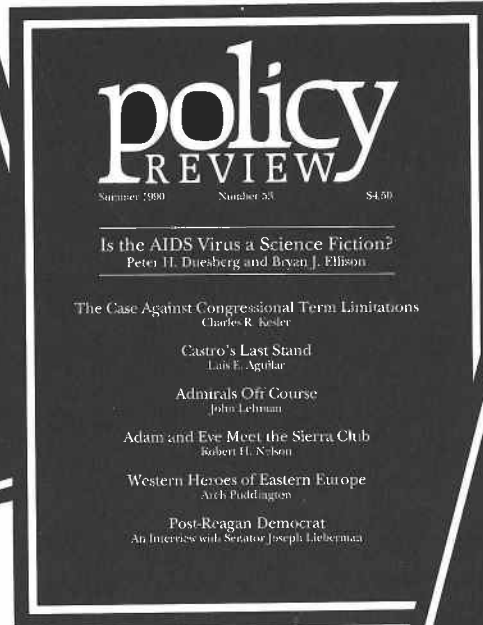 policy
REVIEW
Summer 1990 Number 53 $4.50
Is the AIDS Virus a Science Fiction?
Peter H. Duesberg and Bryan J. Ellison
The Case Against Congressional Term Limitations
Charles R. Kesler
Castro's Last Stand
Luis E. Aguilar
Admirals Off Course
John Lehman
Adam and Eve Meet the Sierra Club
Robert H. Nelson
Western Heroes of Eastern Europe
Arch Puddington
Post-Reagan Democrat
An Interview with Senator Joseph Lieberman